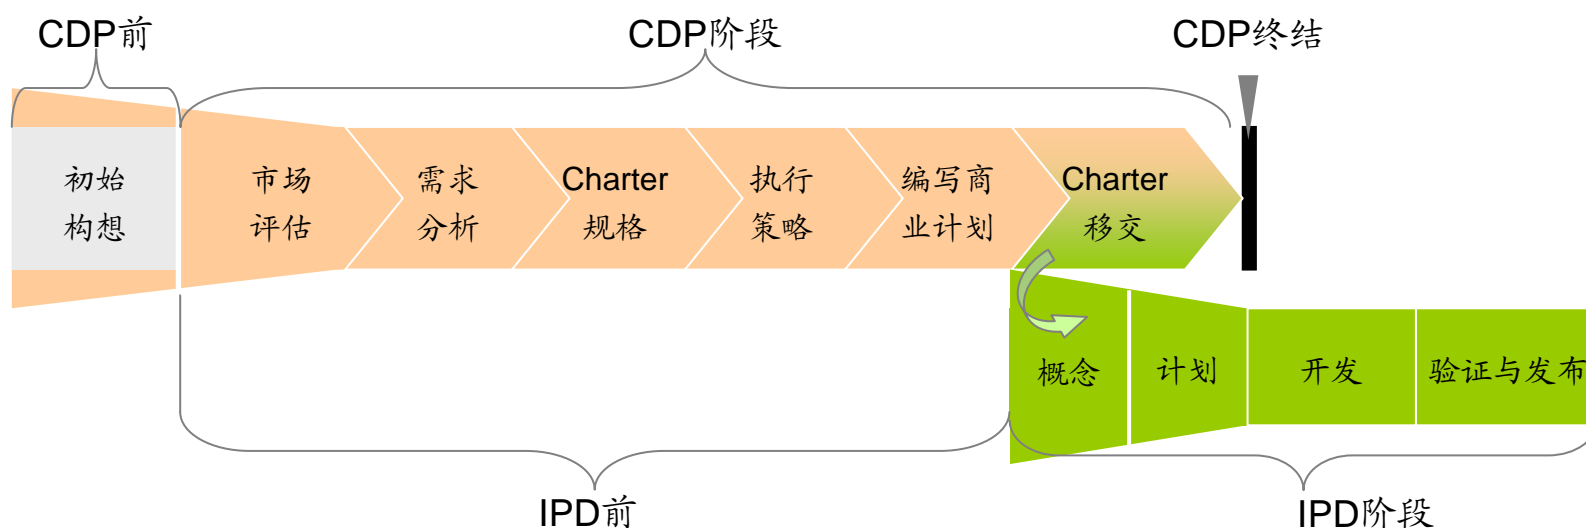 CDP前
CDP阶段
CDP终结
初始
构想
市场
评估
需求
分析
Charter
规格
执行
策略
编写商
业计划
Charter
移交
概念
计划
开发
验证与发布
IPD前
IPD阶段